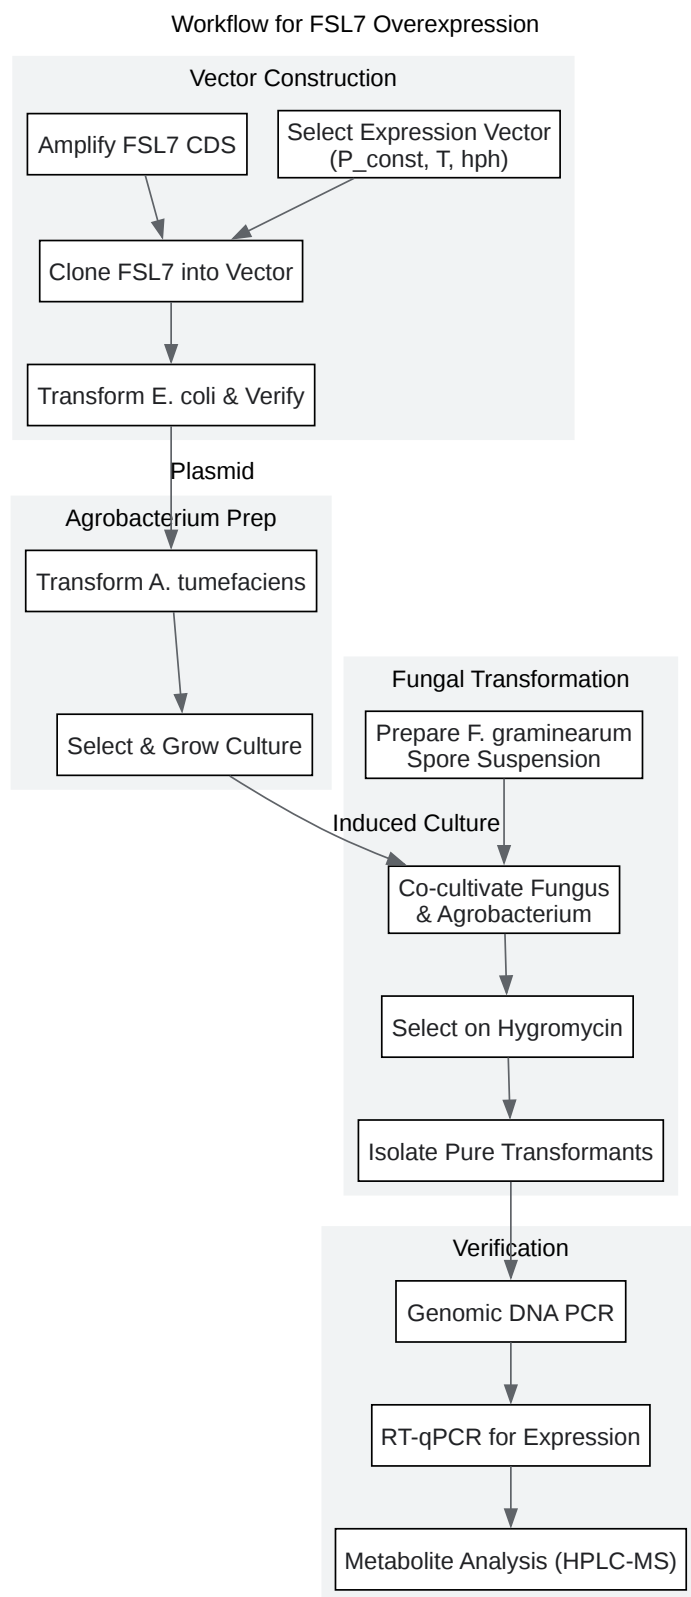 Workflow for FSL7 Overexpression
Vector Construction
Amplify FSL7 CDS
Select Expression Vector
(P_const, T, hph)
Clone FSL7 into Vector
Transform E. coli & Verify
Plasmid
Agrobacterium Prep
Transform A. tumefaciens
Select & Grow Culture
Fungal Transformation
Prepare F. graminearum
Spore Suspension
Induced Culture
Co-cultivate Fungus
& Agrobacterium
Select on Hygromycin
Isolate Pure Transformants
Verification
Genomic DNA PCR
RT-qPCR for Expression
Metabolite Analysis (HPLC-MS)